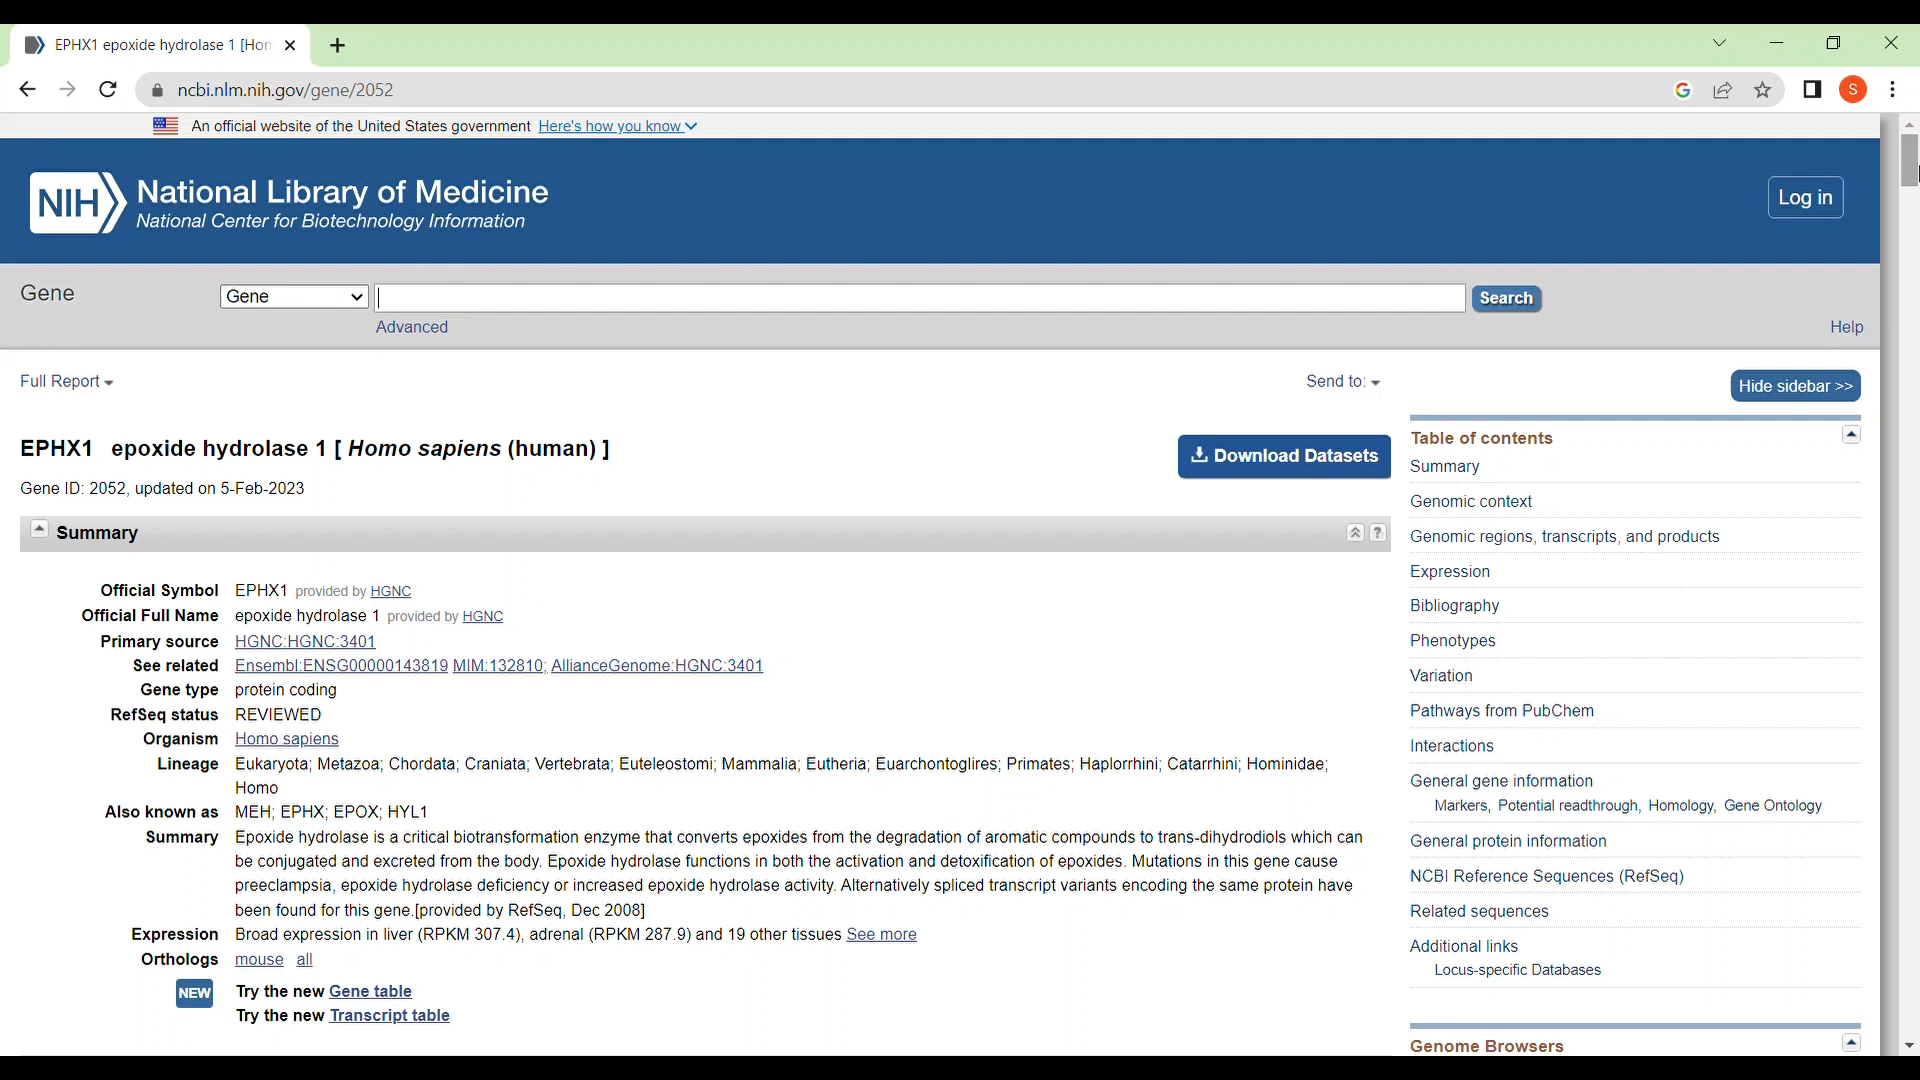 EPHX1 epoxide hydrolase 1 [Hom
ncbi.nlm.nih.gov/gene/2052
S
An official website of the United States government Here's how you know
NIH
National Library of Medicine
National Center for Biotechnology Information
Log in
Gene
Gene
Search
Advanced
Help
Full Report
Send to:
Hide sidebar >>
EPHX1 epoxide hydrolase 1 [ Homo sapiens (human) ]
Download Datasets
Gene ID: 2052, updated on 5-Feb-2023
Summary
?
Official Symbol EPHX1 provided by HGNC
Official Full Name epoxide hydrolase 1 provided by HGNC
Primary source HGNC:HGNC:3401
See related Ensembl:ENSG00000143819 MIM:132810; AllianceGenome:HGNC:3401
Gene type protein coding
RefSeq status REVIEWED
Organism Homo sapiens
Lineage Eukaryota; Metazoa; Chordata; Craniata; Vertebrata; Euteleostomi; Mammalia; Eutheria; Euarchontoglires; Primates; Haplorrhini; Catarrhini; Hominidae;
Homo
Also known as MEH; EPHX; EPOX; HYL1
Summary Epoxide hydrolase is a critical biotransformation enzyme that converts epoxides from the degradation of aromatic compounds to trans-dihydrodiols which can
be conjugated and excreted from the body. Epoxide hydrolase functions in both the activation and detoxification of epoxides. Mutations in this gene cause
preeclampsia, epoxide hydrolase deficiency or increased epoxide hydrolase activity. Alternatively spliced transcript variants encoding the same protein have
been found for this gene.[provided by RefSeq, Dec 2008]
Expression Broad expression in liver (RPKM 307.4), adrenal (RPKM 287.9) and 19 other tissues See more
Orthologs mouse all
NEW Try the new Gene table
Try the new Transcript table
Table of contents
Summary
Genomic context
Genomic regions, transcripts, and products
Expression
Bibliography
Phenotypes
Variation
Pathways from PubChem
Interactions
General gene information
Markers, Potential readthrough, Homology, Gene Ontology
General protein information
NCBI Reference Sequences (RefSeq)
Related sequences
Additional links
Locus-specific Databases
Genome Browsers